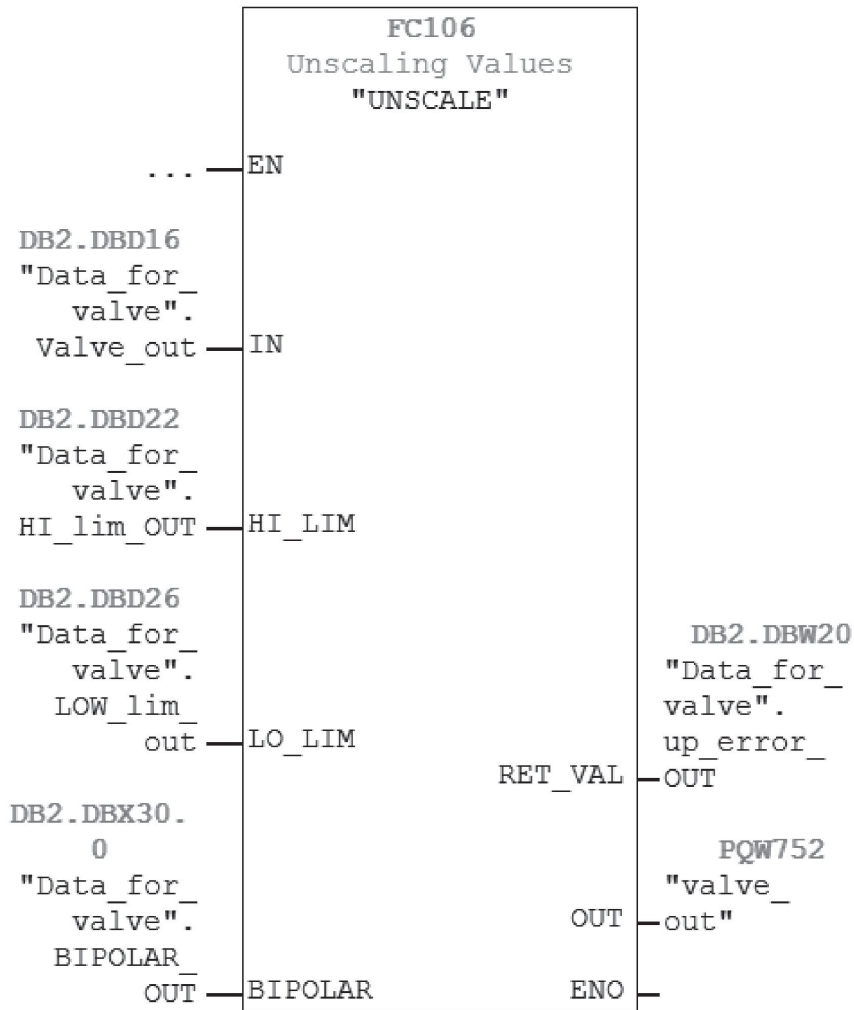 FC106
Unscaling Values
"UNSCALE"
... EN
DB2.DBD16
"Data_for_
valve".
Valve_out IN
DB2.DBD22
"Data_for_
valve".
HI_lim_OUT HI_LIM
DB2.DBD26
"Data_for_
valve".
LOW_lim_
out LO_LIM
DB2.DBW20
"Data_for_
valve".
up_error_
RET_VAL OUT
DB2.DBX30.
0
"Data_for_
valve".
BIPOLAR_
OUT BIPOLAR
PQW752
"valve_
OUT out"
ENO